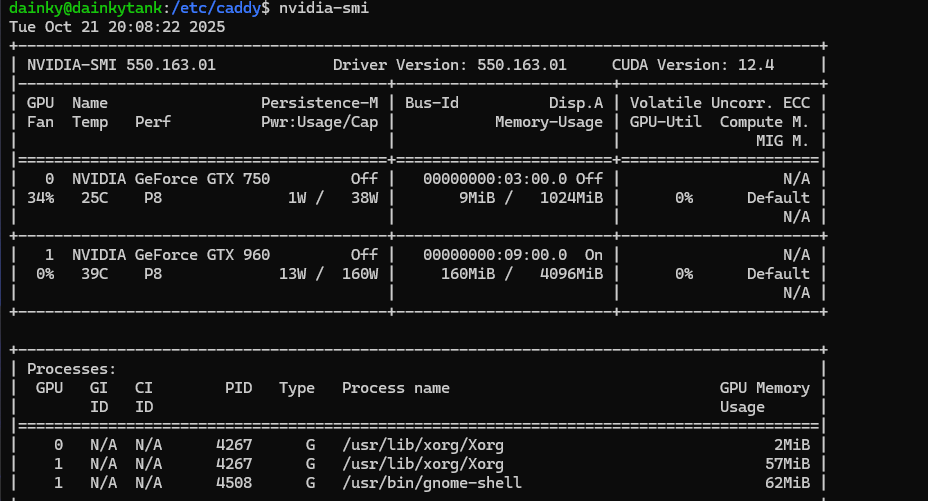 dainky@dainkytank:/etc/caddy$ nvidia-smi
Tue Oct 21 20:08:22 2025
+-----------------------------------------------------------------------------------------+
| NVIDIA-SMI 550.163.01             Driver Version: 550.163.01     CUDA Version: 12.4     |
|-----------------------------------------+------------------------+----------------------+
| GPU  Name                 Persistence-M | Bus-Id          Disp.A | Volatile Uncorr. ECC |
| Fan  Temp   Perf          Pwr:Usage/Cap |           Memory-Usage | GPU-Util  Compute M. |
|                                         |                        |               MIG M. |
|=========================================+========================+======================|
|   0  NVIDIA GeForce GTX 750         Off |   00000000:03:00.0 Off |                  N/A |
| 34%   25C    P8              1W /   38W |       9MiB /   1024MiB |      0%      Default |
|                                         |                        |                  N/A |
+-----------------------------------------+------------------------+----------------------+
|   1  NVIDIA GeForce GTX 960         Off |   00000000:09:00.0  On |                  N/A |
|  0%   39C    P8             13W /  160W |     160MiB /   4096MiB |      0%      Default |
|                                         |                        |                  N/A |
+-----------------------------------------+------------------------+----------------------+

+-----------------------------------------------------------------------------------------+
| Processes:                                                                              |
|  GPU   GI   CI        PID   Type   Process name                              GPU Memory |
|        ID   ID                                                               Usage      |
|=========================================================================================|
|    0   N/A  N/A      4267      G   /usr/lib/xorg/Xorg                              2MiB |
|    1   N/A  N/A      4267      G   /usr/lib/xorg/Xorg                             57MiB |
|    1   N/A  N/A      4508      G   /usr/bin/gnome-shell                           62MiB |